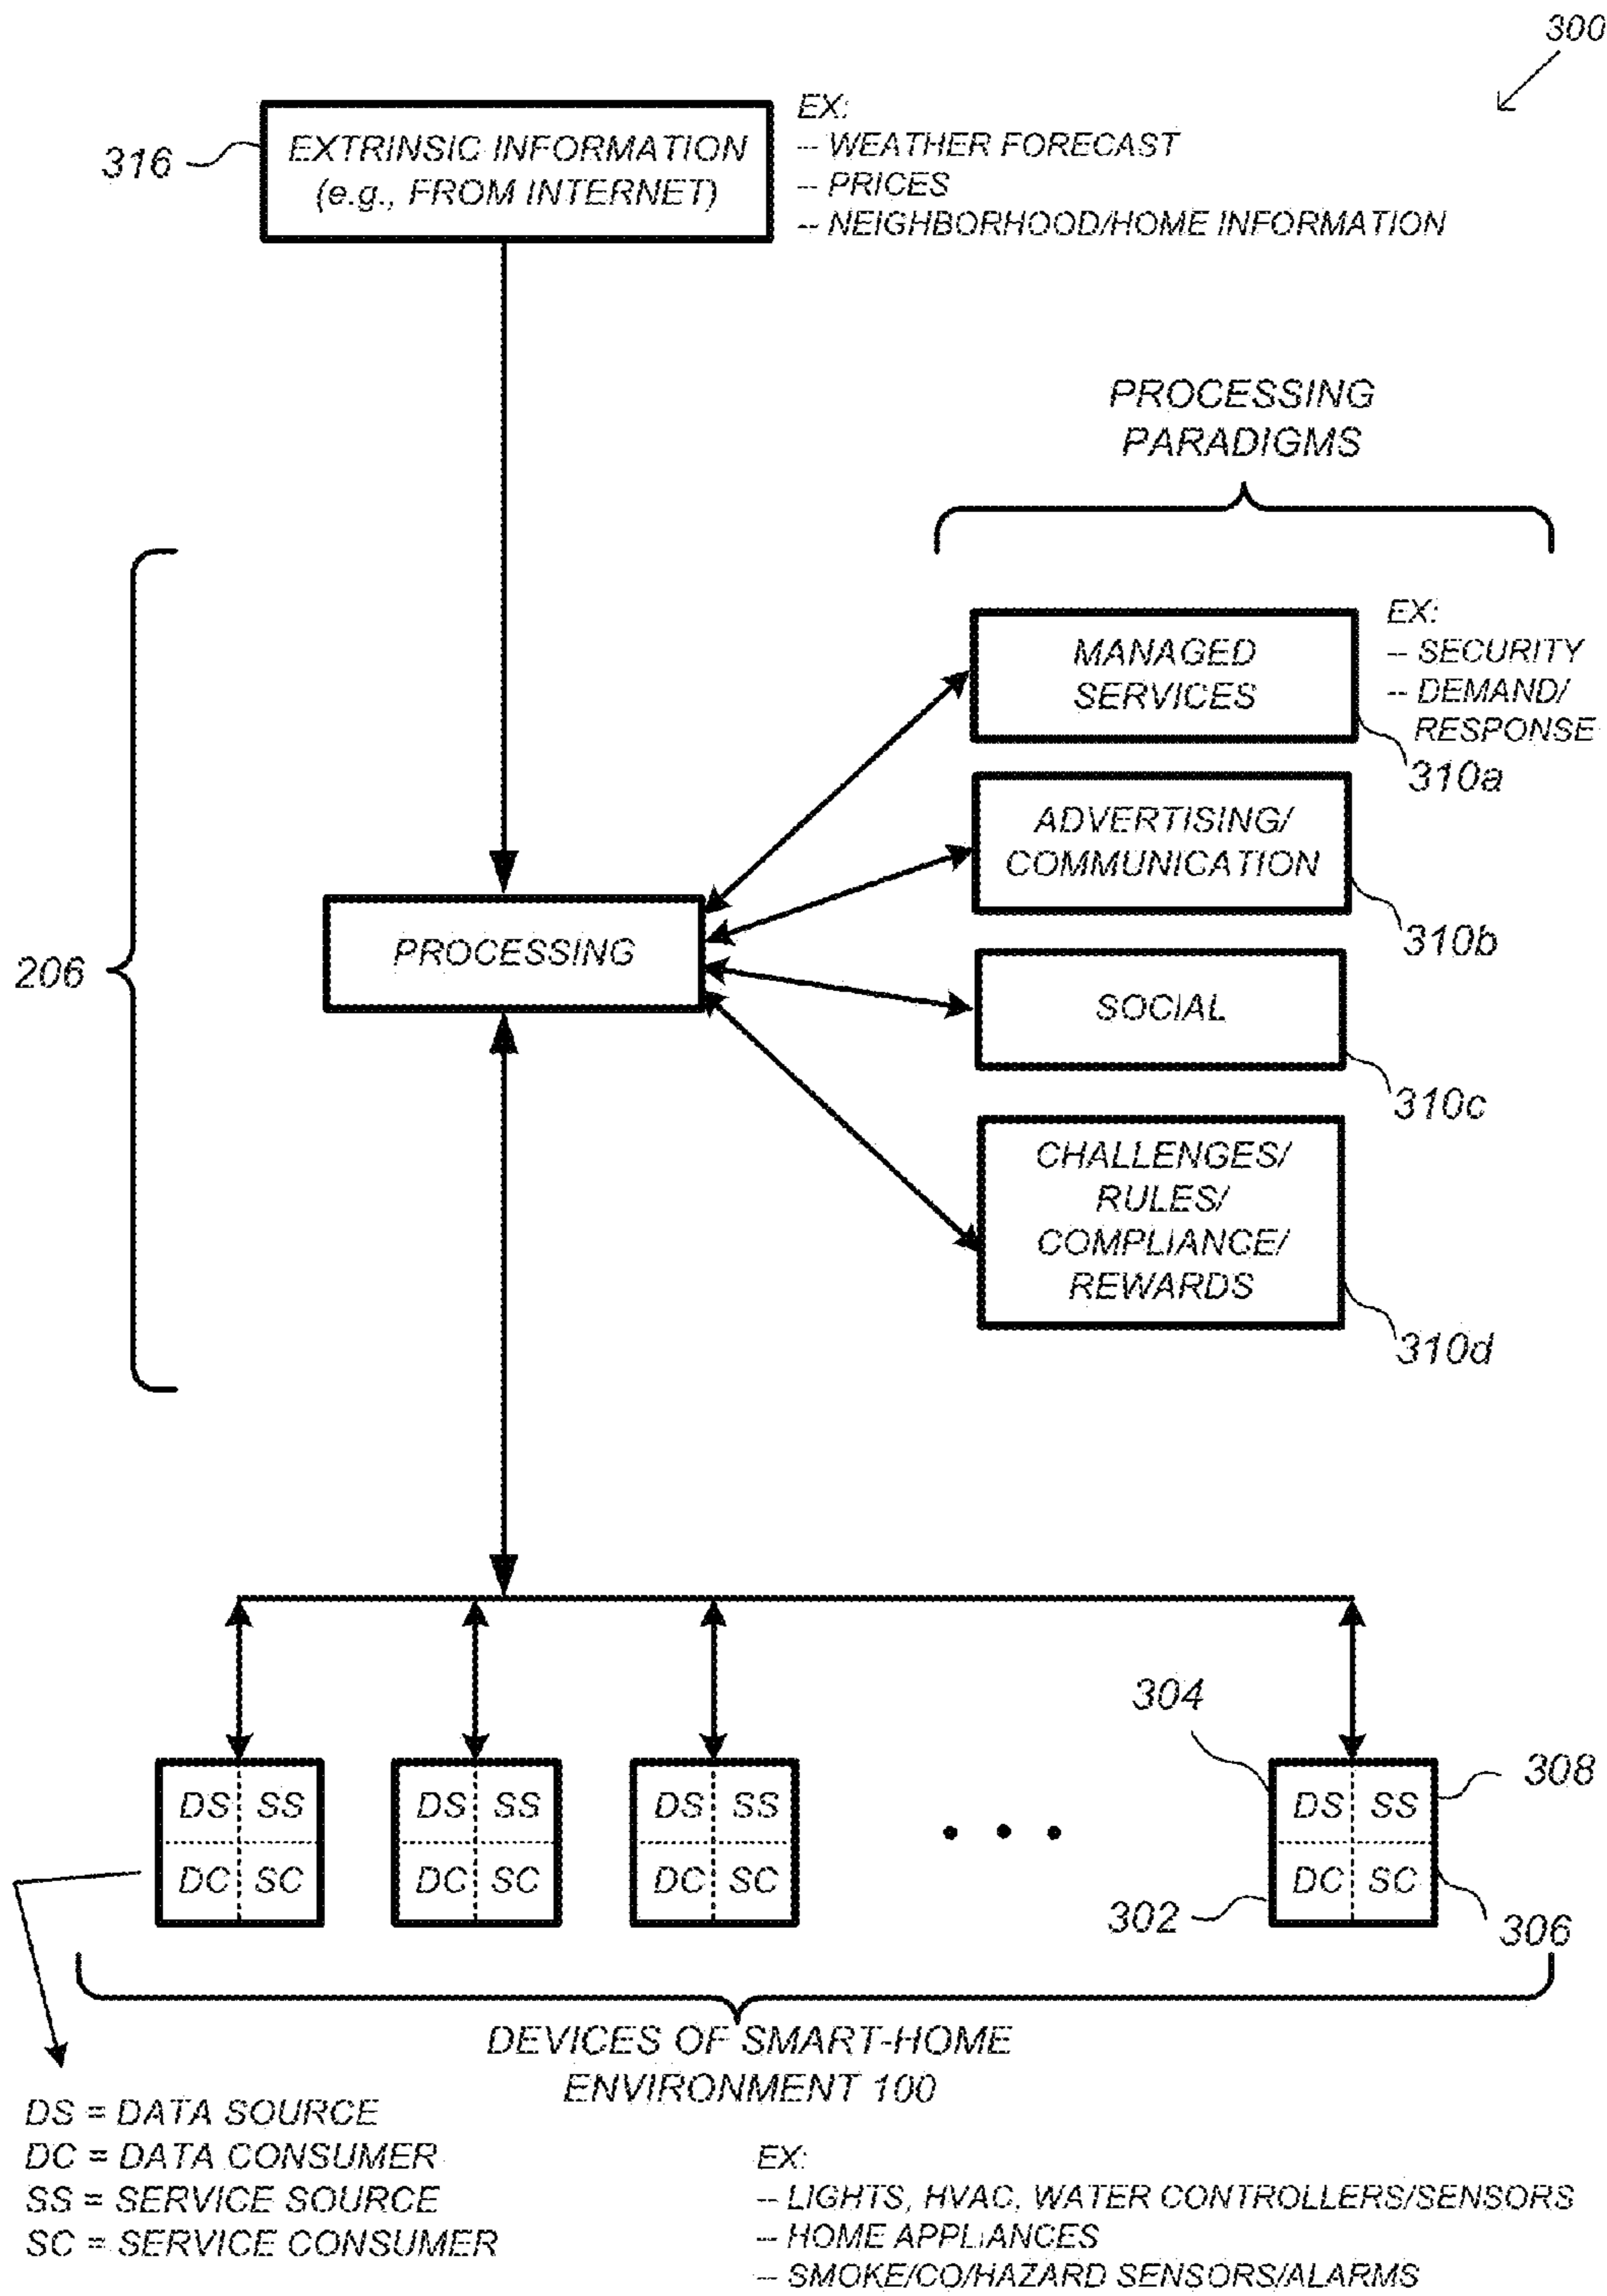 300
316
EXTRINSIC INFORMATION
(e.g., FROM INTERNET)
EX:
-- WEATHER FORECAST
-- PRICES
-- NEIGHBORHOOD/HOME INFORMATION
PROCESSING
PARADIGMS
206
PROCESSING
MANAGED
SERVICES
EX:
-- SECURITY
-- DEMAND/
RESPONSE
310a
ADVERTISING/
COMMUNICATION
310b
SOCIAL
310c
CHALLENGES/
RULES/
COMPLIANCE/
REWARDS
310d
DS SS
DC SC
DS SS
DC SC
DS SS
DC SC
• • •
304
308
DS SS
DC SC
302
306
DEVICES OF SMART-HOME
ENVIRONMENT 100
DS = DATA SOURCE
DC = DATA CONSUMER
SS = SERVICE SOURCE
SC = SERVICE CONSUMER
EX:
-- LIGHTS, HVAC, WATER CONTROLLERS/SENSORS
-- HOME APPLIANCES
-- SMOKE/CO/HAZARD SENSORS/ALARMS